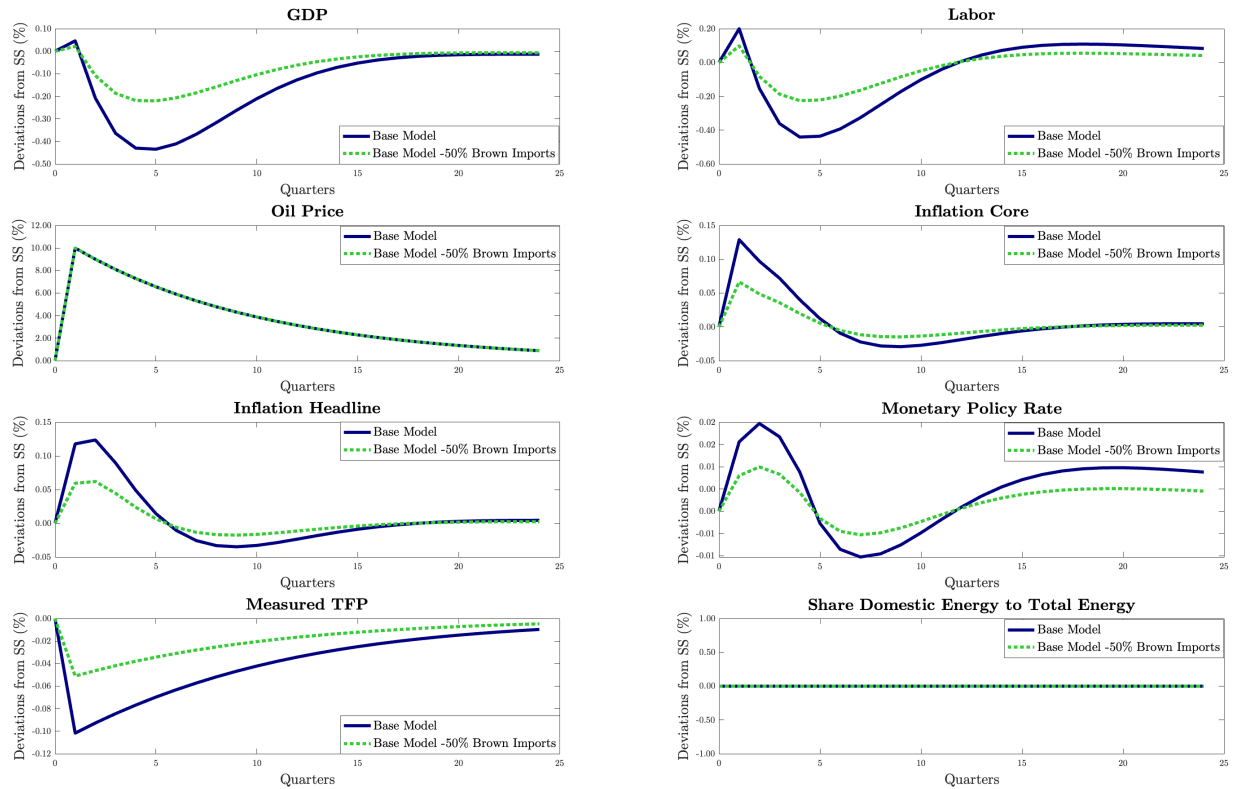 GDP
Deviations from SS (%)
0.10
0.00
-0.10
-0.20
-0.30
-0.40
-0.50
0 5 10 15 20 25
Quarters
Base Model
Base Model -50% Brown Imports
Labor
Deviations from SS (%)
0.20
0.00
-0.20
-0.40
-0.60
0 5 10 15 20 25
Quarters
Base Model
Base Model -50% Brown Imports
Oil Price
Deviations from SS (%)
12.00
10.00
8.00
6.00
4.00
2.00
0.00
0 5 10 15 20 25
Quarters
Base Model
Base Model -50% Brown Imports
Inflation Core
Deviations from SS (%)
0.15
0.10
0.05
0.00
-0.05
0 5 10 15 20 25
Quarters
Base Model
Base Model -50% Brown Imports
Inflation Headline
Deviations from SS (%)
0.15
0.10
0.05
0.00
-0.05
0 5 10 15 20 25
Quarters
Base Model
Base Model -50% Brown Imports
Monetary Policy Rate
Deviations from SS (%)
0.02
0.01
0.01
0.00
0.00
-0.01
-0.01
0 5 10 15 20 25
Quarters
Base Model
Base Model -50% Brown Imports
Measured TFP
Deviations from SS (%)
0.00
-0.02
-0.04
-0.06
-0.08
-0.10
-0.12
0 5 10 15 20 25
Quarters
Base Model
Base Model -50% Brown Imports
Share Domestic Energy to Total Energy
Deviations from SS (%)
1.00
0.50
0.00
-0.50
-1.00
0 5 10 15 20 25
Quarters
Base Model
Base Model -50% Brown Imports